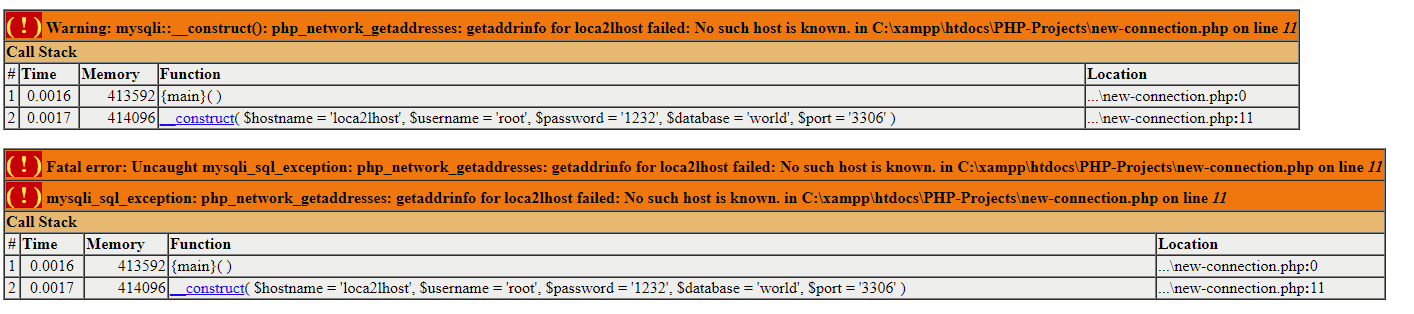 ( ! ) Warning: mysqli::__construct(): php_network_getaddresses: getaddrinfo for loca2lhost failed: No such host is known. in C:\xampp\htdocs\PHP-Projects\new-connection.php on line 11
Call Stack
# Time Memory Function Location
1 0.0016 413592 {main}( ) ...\new-connection.php:0
2 0.0017 414096 __construct( $hostname = 'loca2lhost', $username = 'root', $password = '1232', $database = 'world', $port = '3306' ) ...\new-connection.php:11
( ! ) Fatal error: Uncaught mysqli_sql_exception: php_network_getaddresses: getaddrinfo for loca2lhost failed: No such host is known. in C:\xampp\htdocs\PHP-Projects\new-connection.php on line 11
( ! ) mysqli_sql_exception: php_network_getaddresses: getaddrinfo for loca2lhost failed: No such host is known. in C:\xampp\htdocs\PHP-Projects\new-connection.php on line 11
Call Stack
# Time Memory Function Location
1 0.0016 413592 {main}( ) ...\new-connection.php:0
2 0.0017 414096 __construct( $hostname = 'loca2lhost', $username = 'root', $password = '1232', $database = 'world', $port = '3306' ) ...\new-connection.php:11